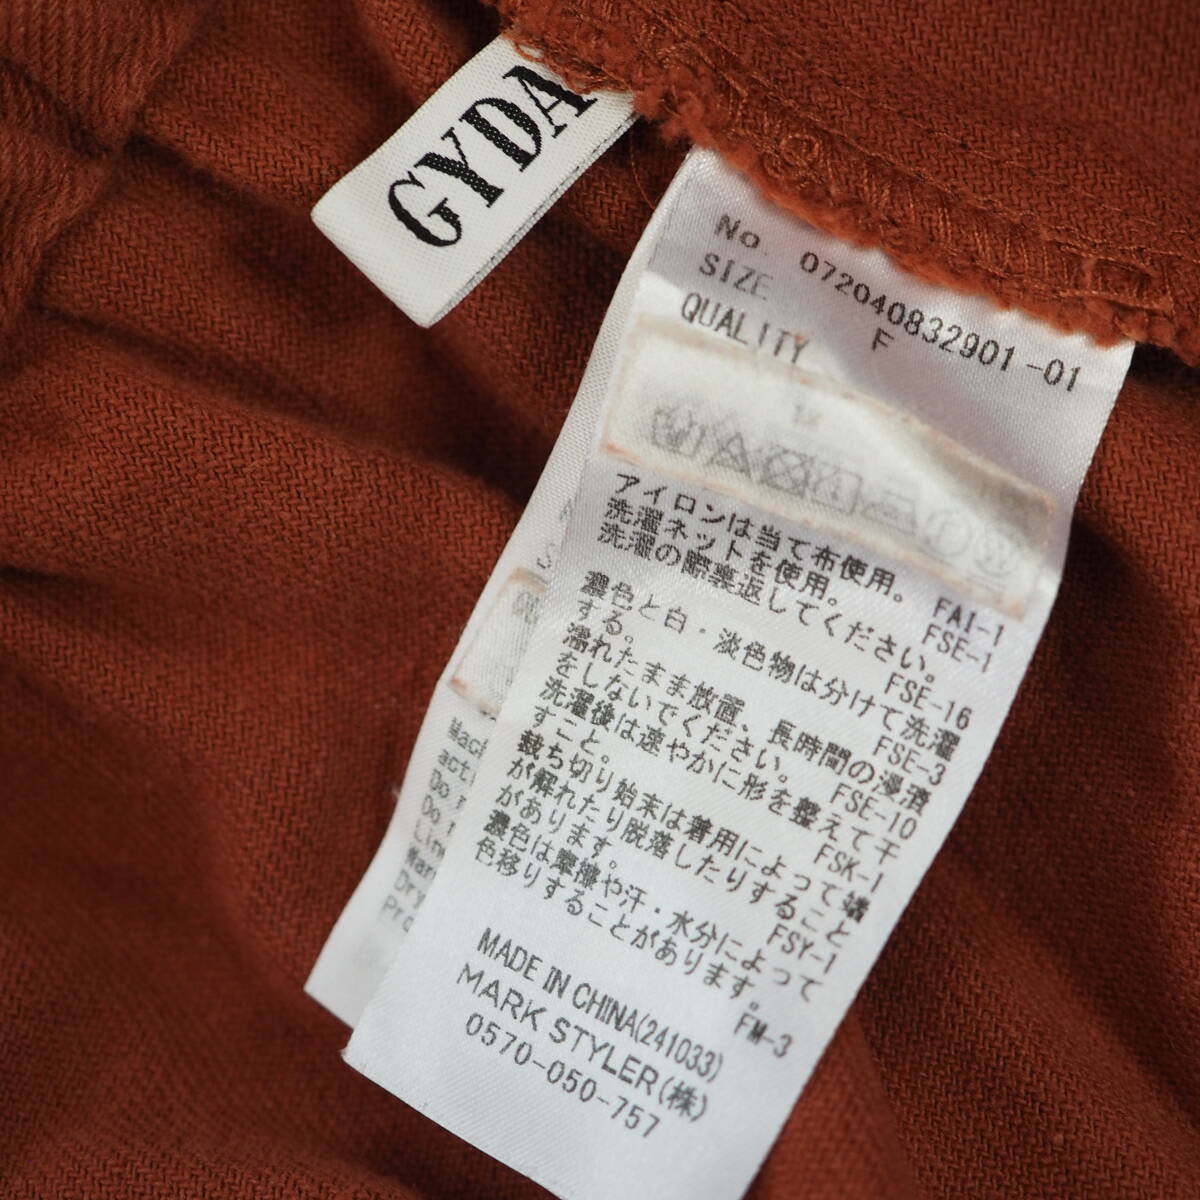 GYDA
No. 072040832901-01
SIZE F
QUALITY
アイロンは当て布使用。 FAI-1
洗濯ネットを使用。 FSE-1
洗濯の際裏返してください。
FSE-16
濃色と白・淡色物は分けて洗濯
する。 FSE-3
濡れたまま放置、長時間の浸漬
をしないでください。 FSE-10
洗濯後は速やかに形を整えて干
すこと。 FSK-1
裁ち切り始末は着用によって端
が解れたり脱落したりすること
があります。 FSY-1
濃色は摩擦や汗・水分によって
色移りすることがあります。
FM-3
MADE IN CHINA(241033)
MARK STYLER(株)
0570-050-757
Do
Do
Dry